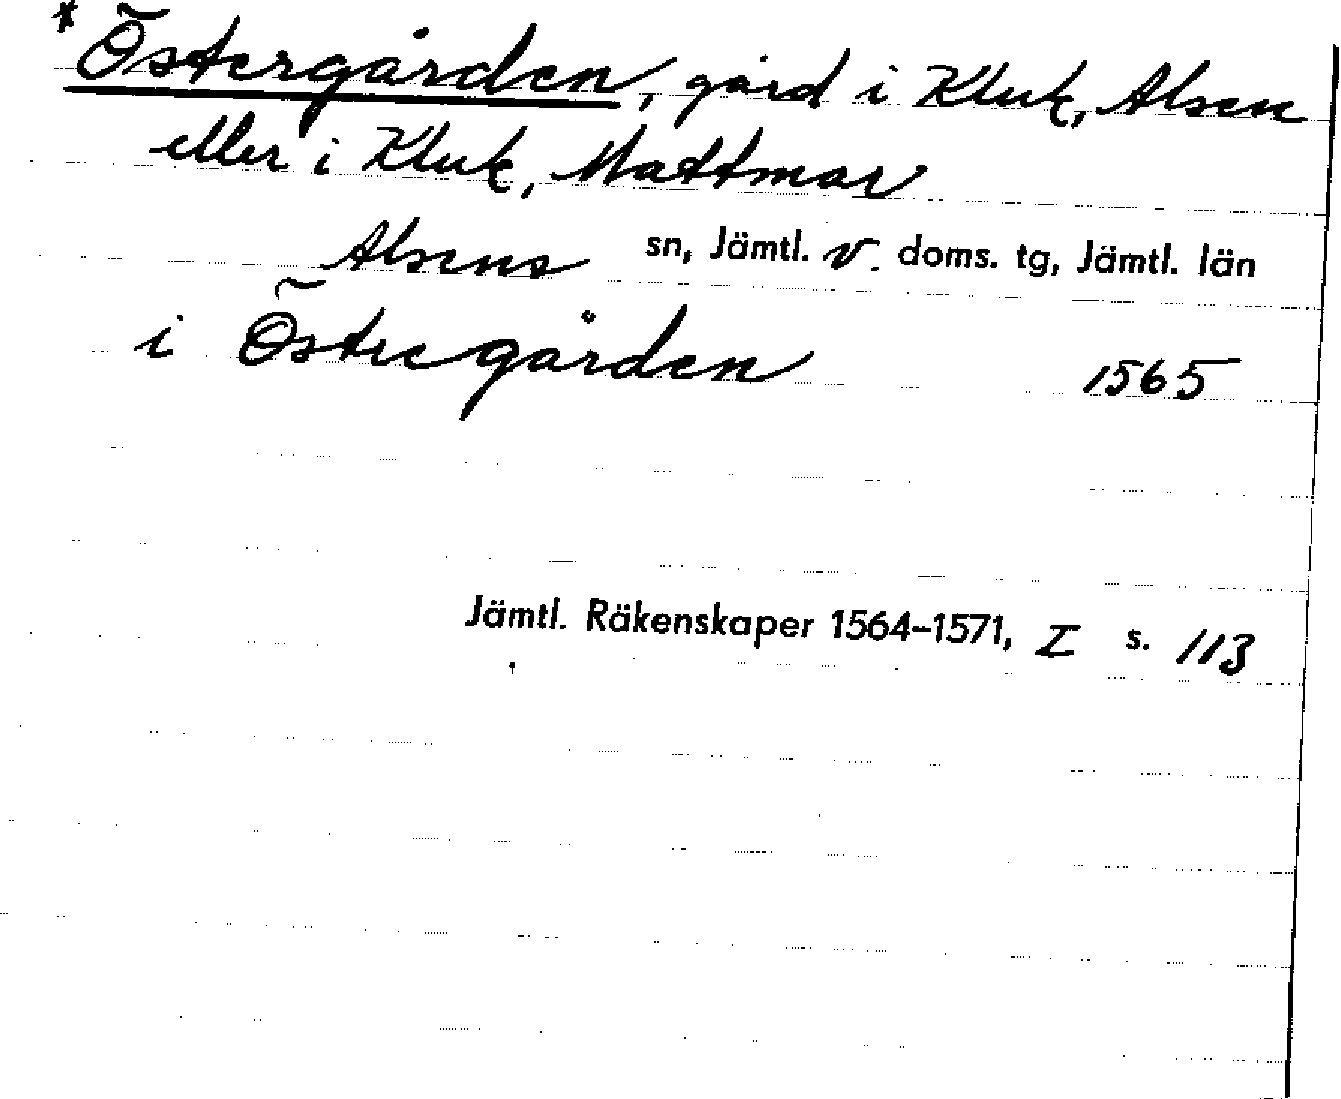 * Östergården, gård i Kluk, Alsen
eller i Kluk, Mattmar
Alsens sn, Jämtl. v. doms. tg, Jämtl. län
i Östregården 1565
Jämtl. Räkenskaper 1564–1571, I s. 113